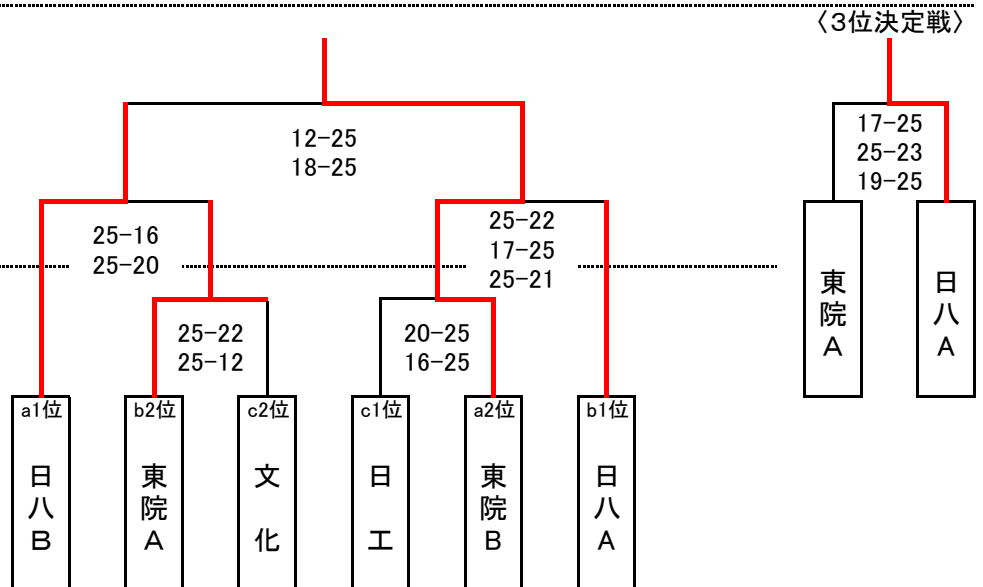 〈3位決定戦〉
12-25
18-25
17-25
25-23
19-25
25-16
25-20
25-22
17-25
25-21
25-22
25-12
20-25
16-25
東院A
日八A
a1位
b2位
c2位
c1位
a2位
b1位
日八B
東院A
文化
日工
東院B
日八A